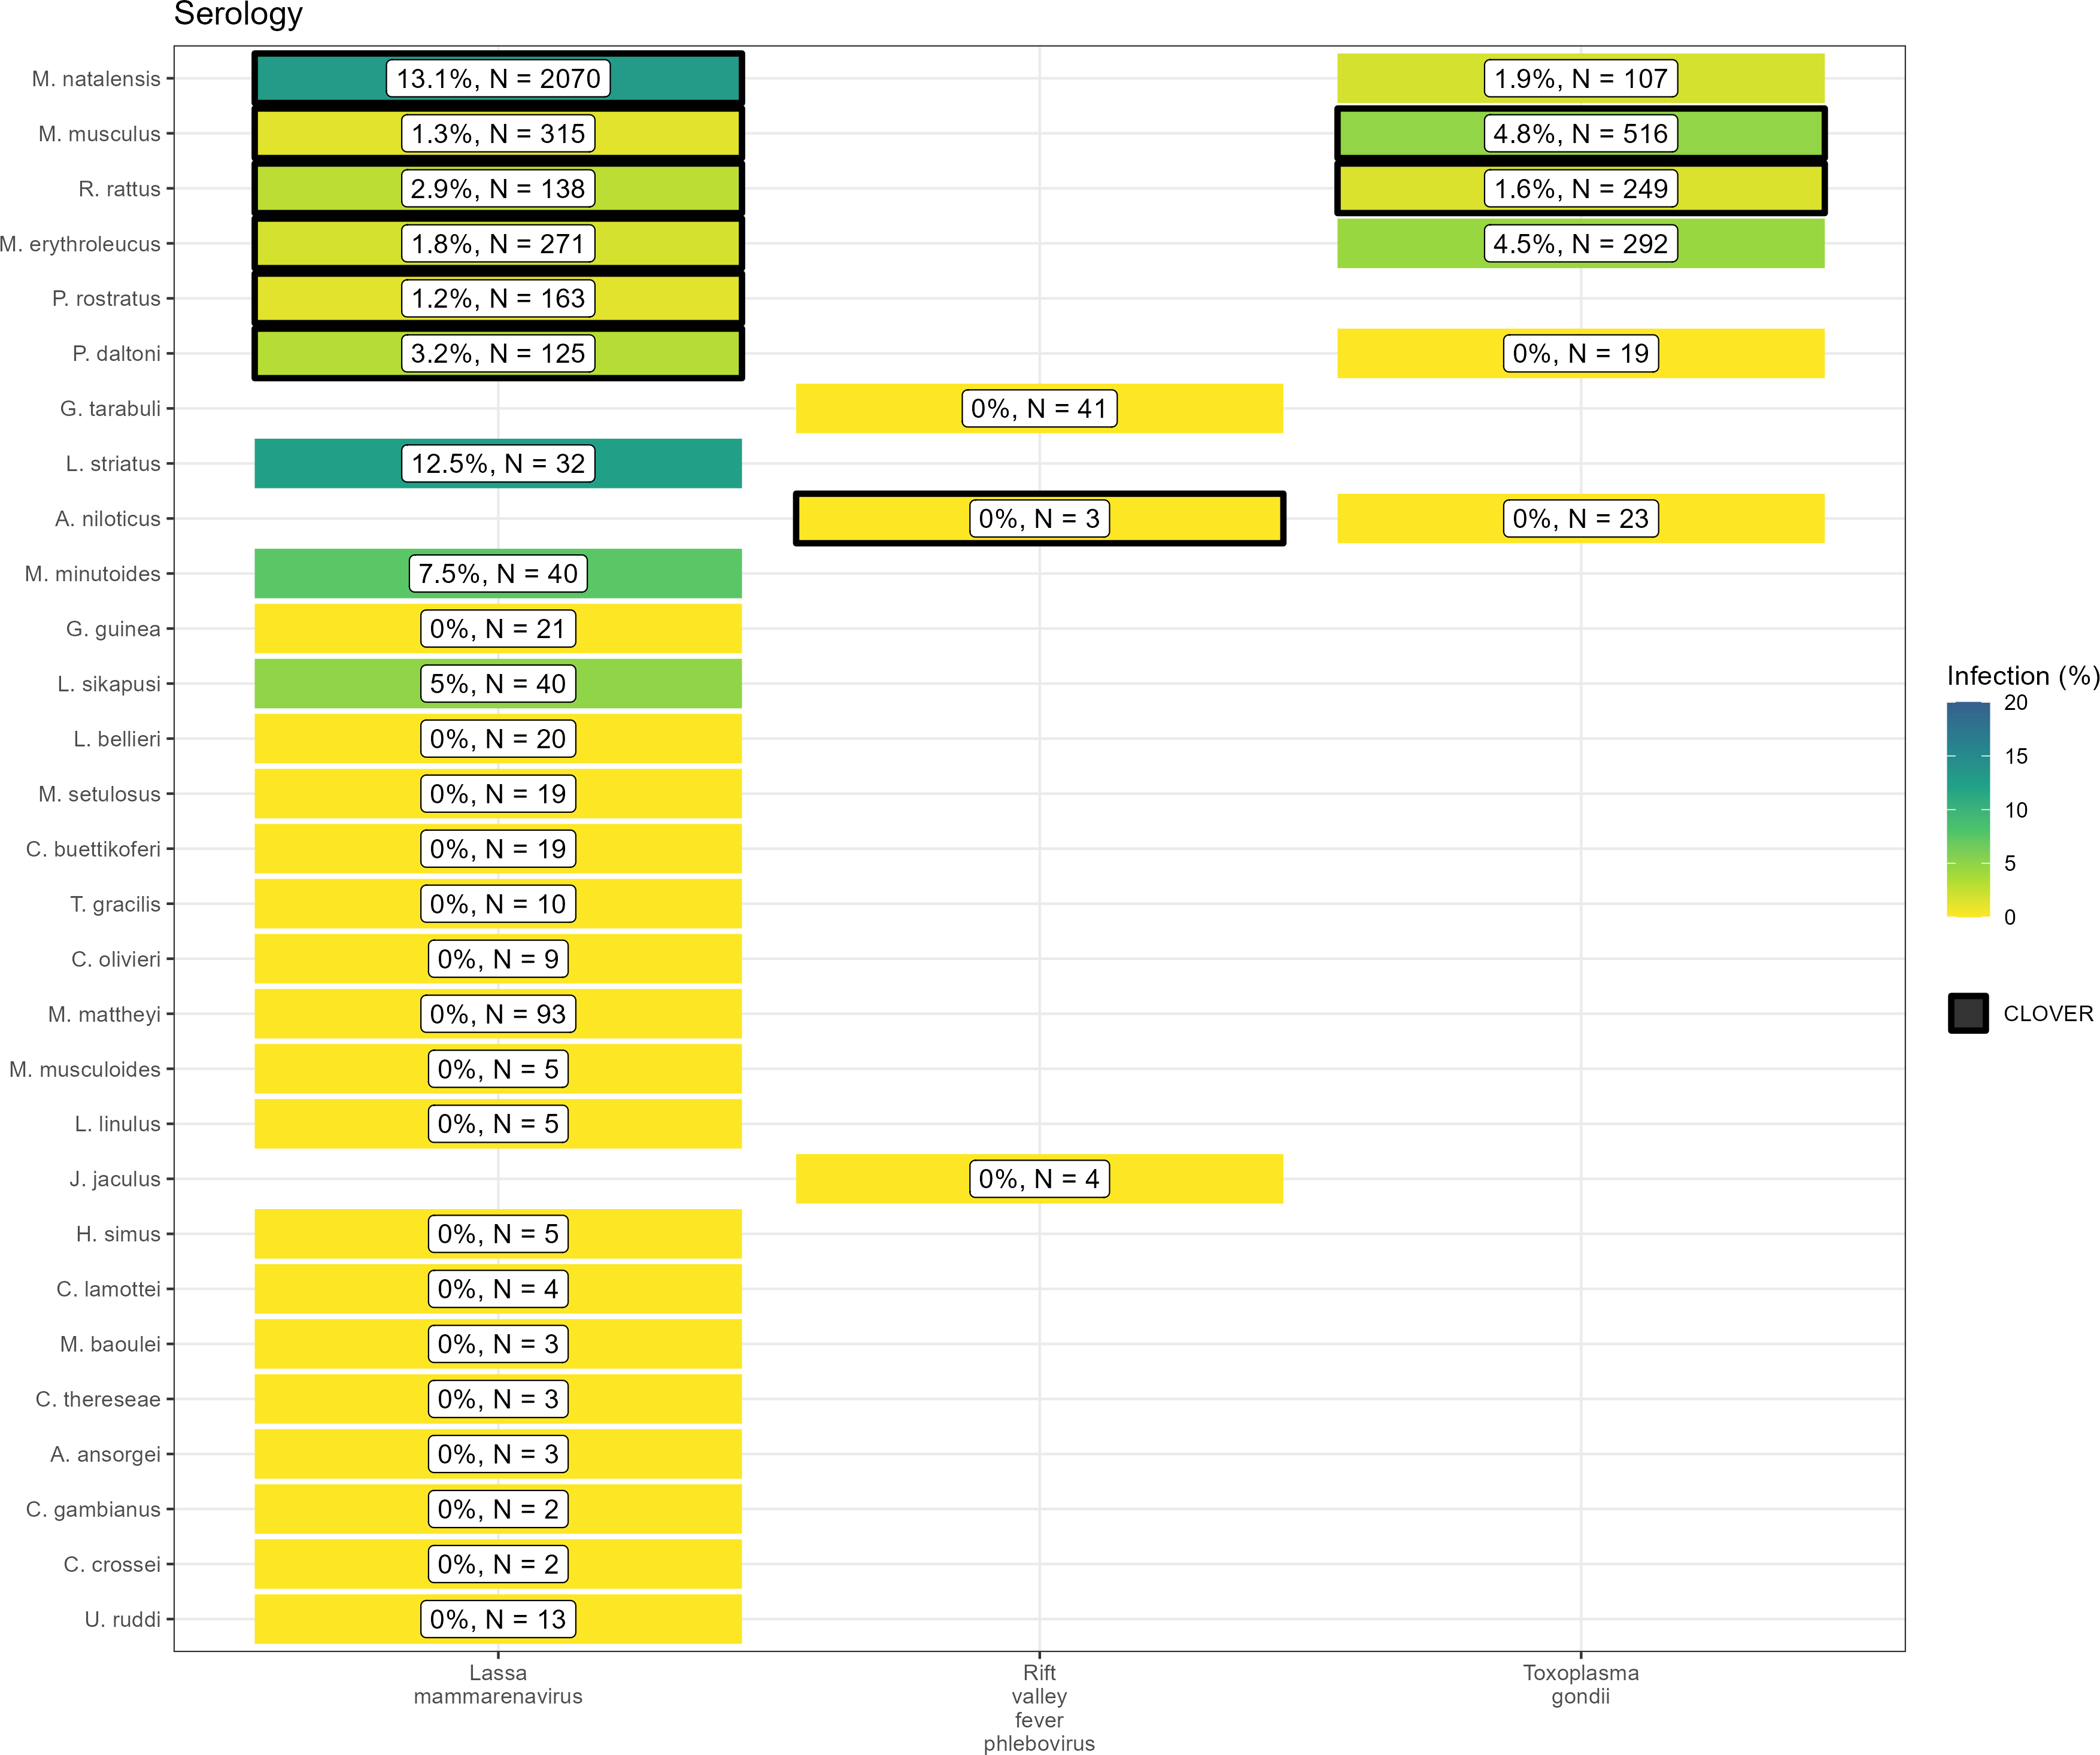 Serology
M. natalensis 13.1%, N = 2070 1.9%, N = 107
M. musculus 1.3%, N = 315 4.8%, N = 516
R. rattus 2.9%, N = 138 1.6%, N = 249
M. erythroleucus 1.8%, N = 271 4.5%, N = 292
P. rostratus 1.2%, N = 163
P. daltoni 3.2%, N = 125 0%, N = 19
G. tarabuli 0%, N = 41
L. striatus 12.5%, N = 32
A. niloticus 0%, N = 3 0%, N = 23
M. minutoides 7.5%, N = 40
G. guinea 0%, N = 21
L. sikapusi 5%, N = 40
L. bellieri 0%, N = 20
M. setulosus 0%, N = 19
C. buettikoferi 0%, N = 19
T. gracilis 0%, N = 10
C. olivieri 0%, N = 9
M. mattheyi 0%, N = 93
M. musculoides 0%, N = 5
L. linulus 0%, N = 5
J. jaculus 0%, N = 4
H. simus 0%, N = 5
C. lamottei 0%, N = 4
M. baoulei 0%, N = 3
C. thereseae 0%, N = 3
A. ansorgei 0%, N = 3
C. gambianus 0%, N = 2
C. crossei 0%, N = 2
U. ruddi 0%, N = 13
Lassa
mammarenavirus
Rift
valley
fever
phlebovirus
Toxoplasma
gondii
Infection (%)
20
15
10
5
0
CLOVER